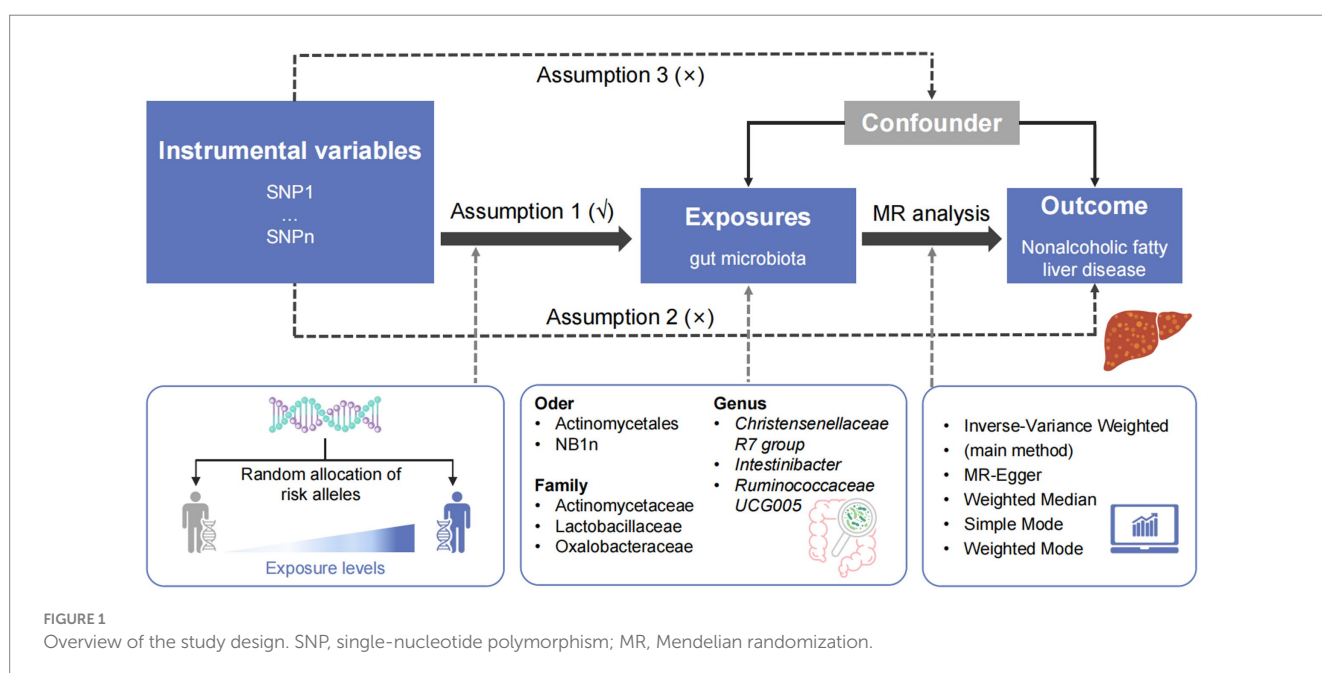 Assumption 3 (×)
Confounder
Instrumental variables
SNP1
...
SNPn
Assumption 1 (√)
Exposures
gut microbiota
MR analysis
Outcome
Nonalcoholic fatty
liver disease
Assumption 2 (×)
Random allocation of
risk alleles
Exposure levels
Oder
• Actinomycetales
• NB1n
Family
• Actinomycetaceae
• Lactobacillaceae
• Oxalobacteraceae
Genus
• Christensenellaceae
R7 group
• Intestinibacter
• Ruminococcaceae
UCG005
• Inverse-Variance Weighted
• (main method)
• MR-Egger
• Weighted Median
• Simple Mode
• Weighted Mode
FIGURE 1
Overview of the study design. SNP, single-nucleotide polymorphism; MR, Mendelian randomization.